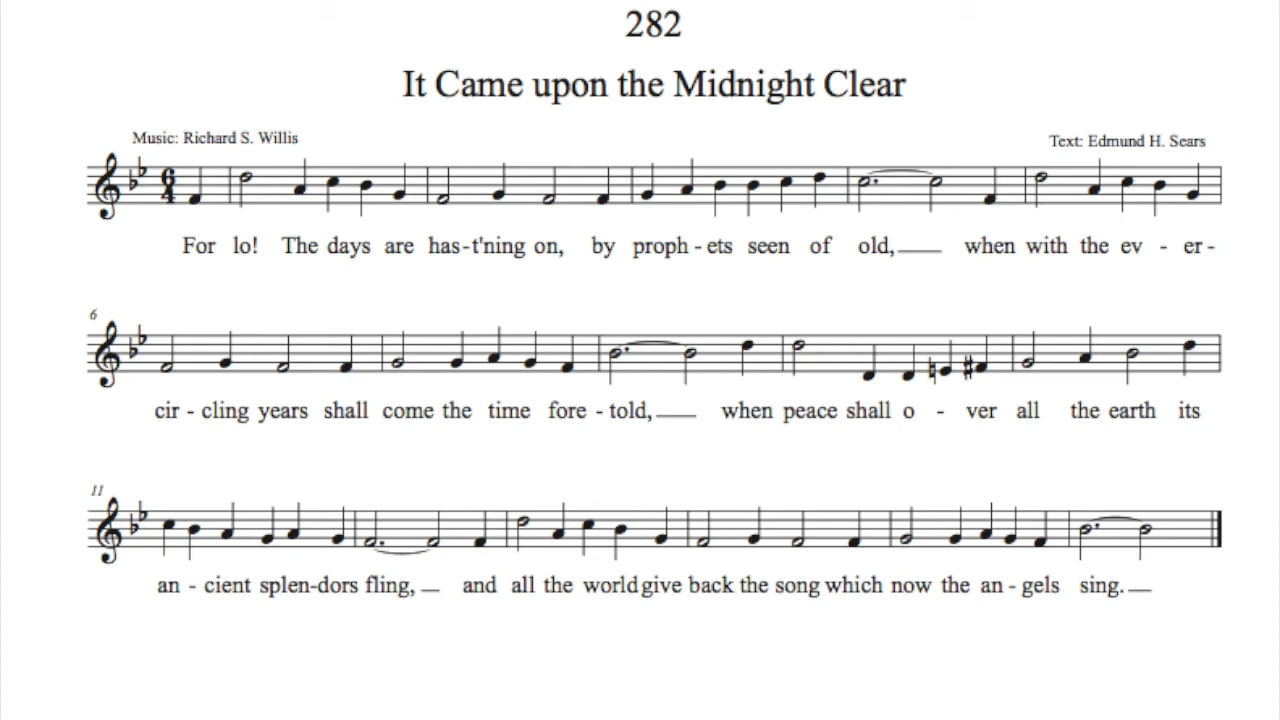 282
It Came upon the Midnight Clear
Music: Richard S. Willis
Text: Edmund H. Sears
6
4
For lo! The days are has-t'ning on, by proph - ets seen of old, when with the ev - er-
6
cir - cling years shall come the time fore - told, when peace shall o - ver all the earth its
11
an - cient splen-dors fling, and all the world give back the song which now the an - gels sing.